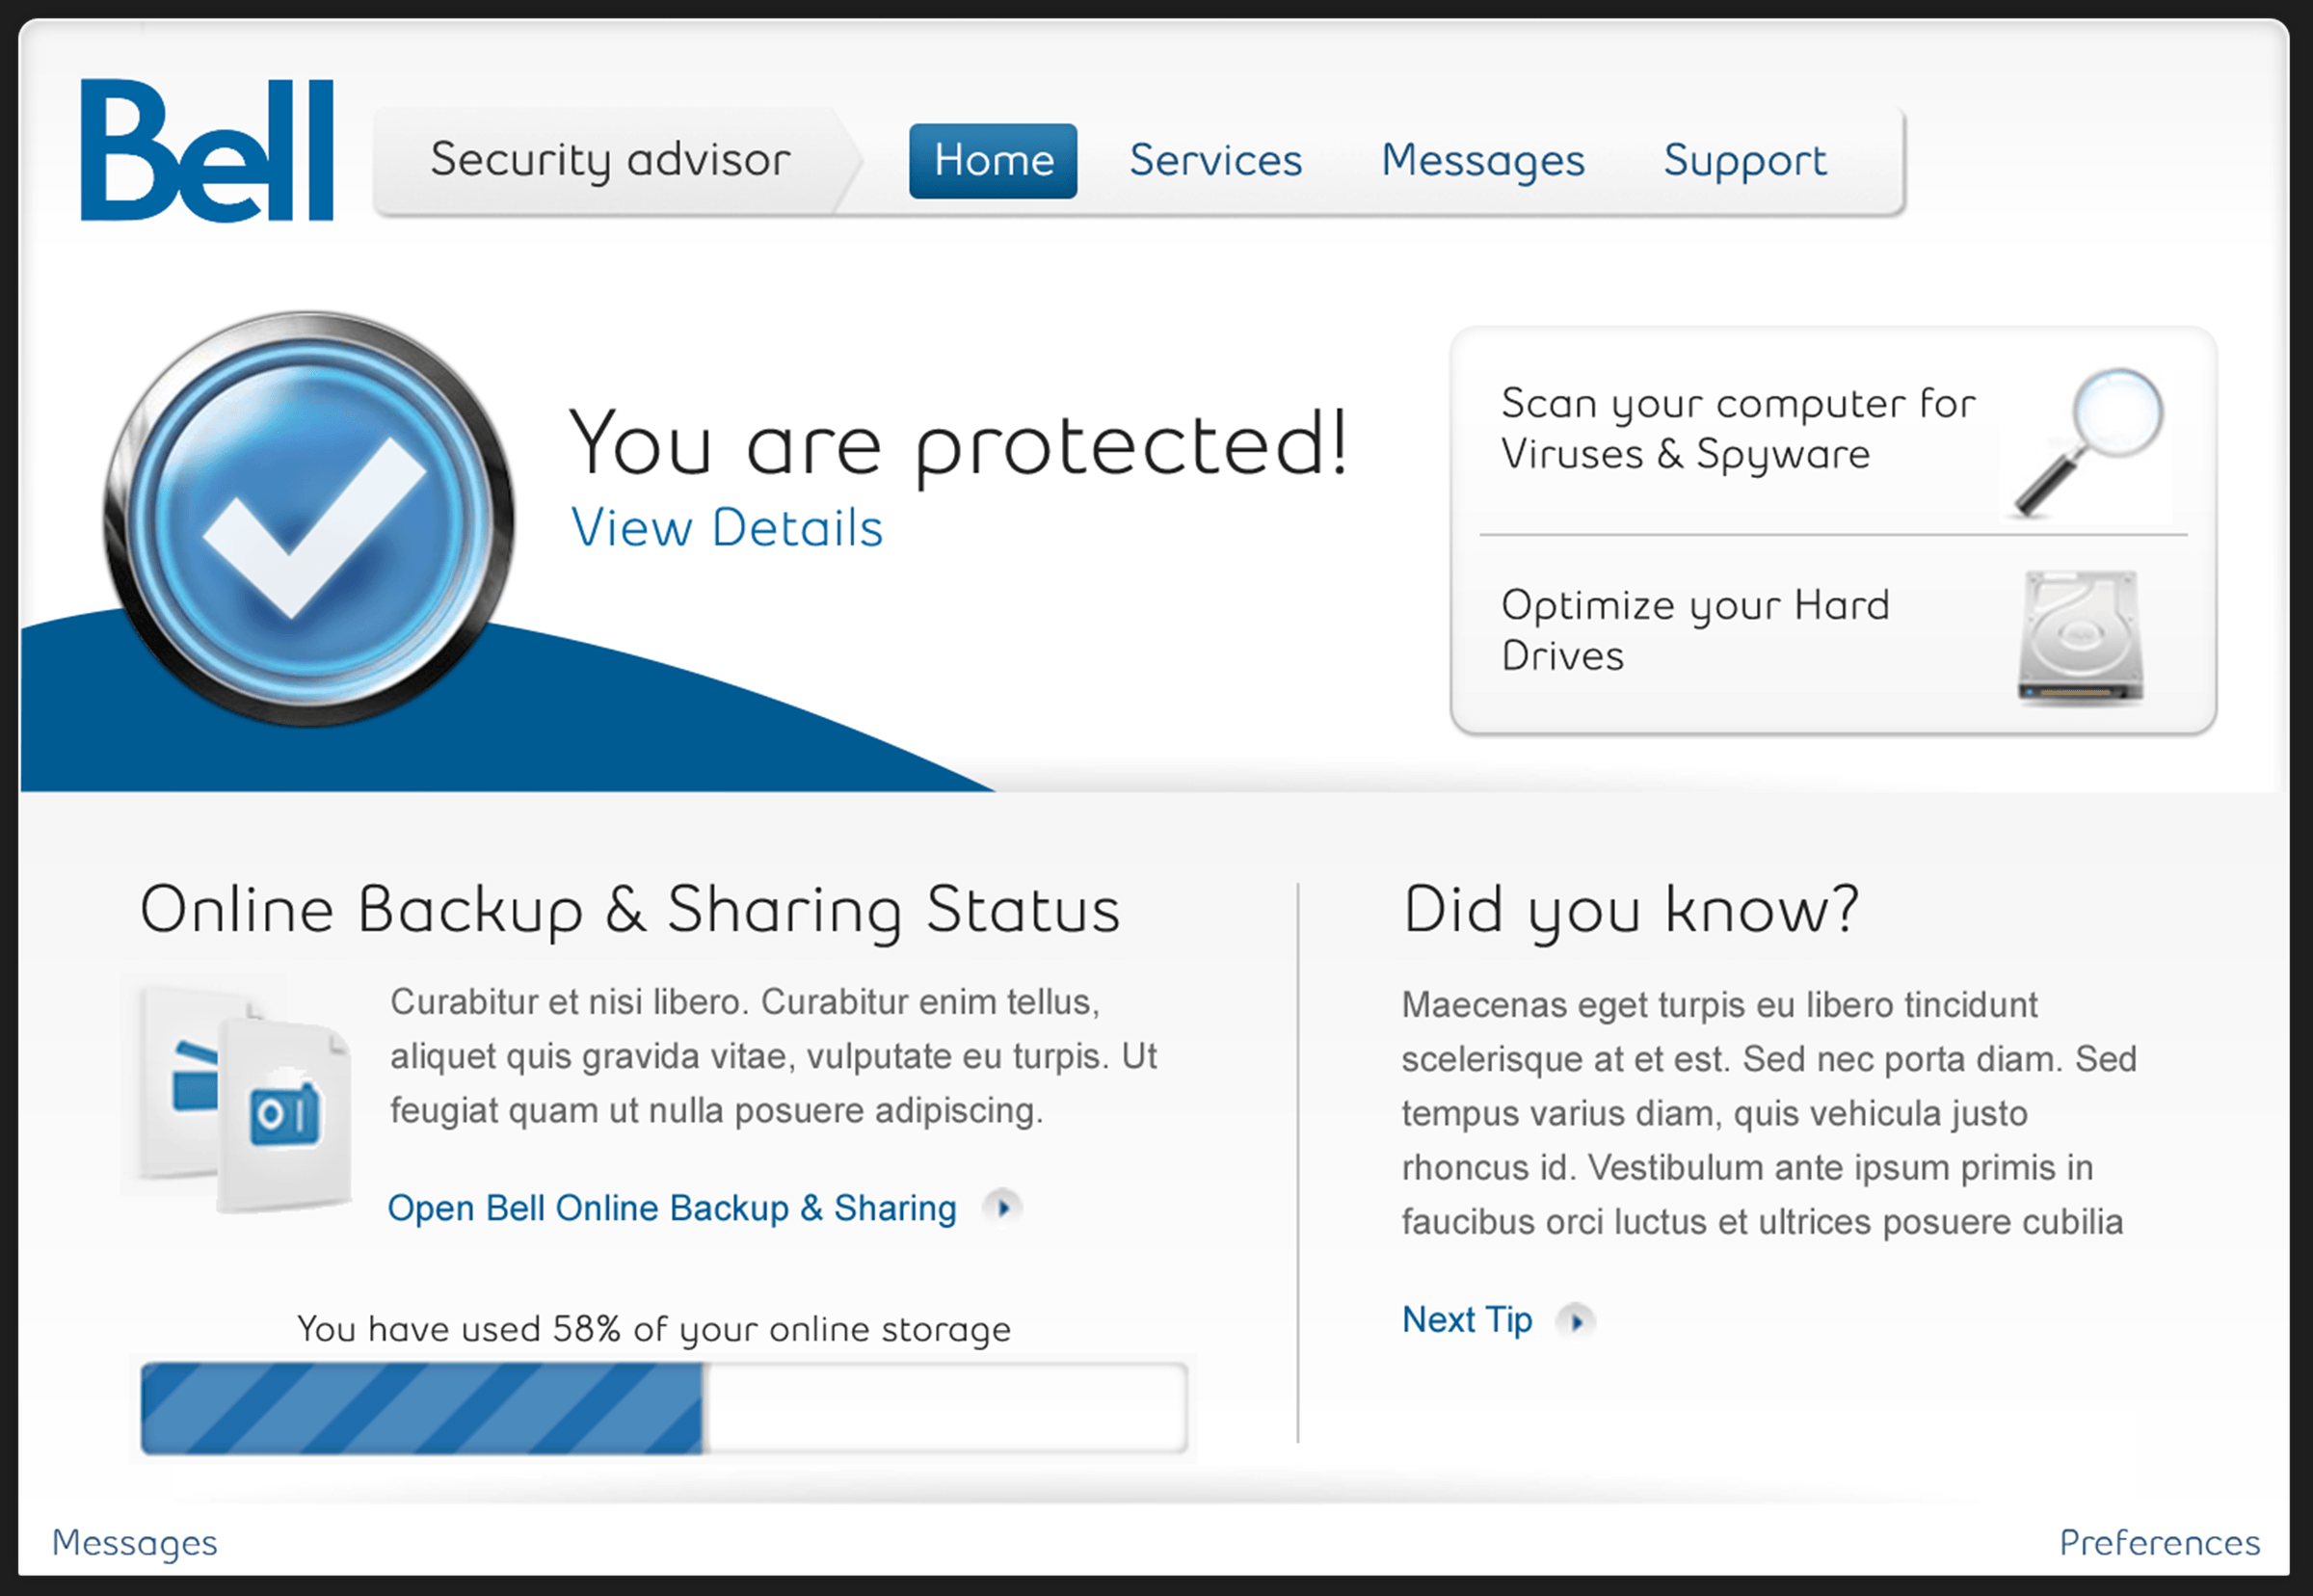 Bell
Security advisor
Home
Services
Messages
Support
You are protected!
View Details
Scan your computer for
Viruses & Spyware
Optimize your Hard
Drives
Online Backup & Sharing Status
Curabitur et nisi libero. Curabitur enim tellus,
aliquet quis gravida vitae, vulputate eu turpis. Ut
feugiat quam ut nulla posuere adipiscing.
Open Bell Online Backup & Sharing
You have used 58% of your online storage
Did you know?
Maecenas eget turpis eu libero tincidunt
scelerisque at et est. Sed nec porta diam. Sed
tempus varius diam, quis vehicula justo
rhoncus id. Vestibulum ante ipsum primis in
faucibus orci luctus et ultrices posuere cubilia
Next Tip
Messages
Preferences